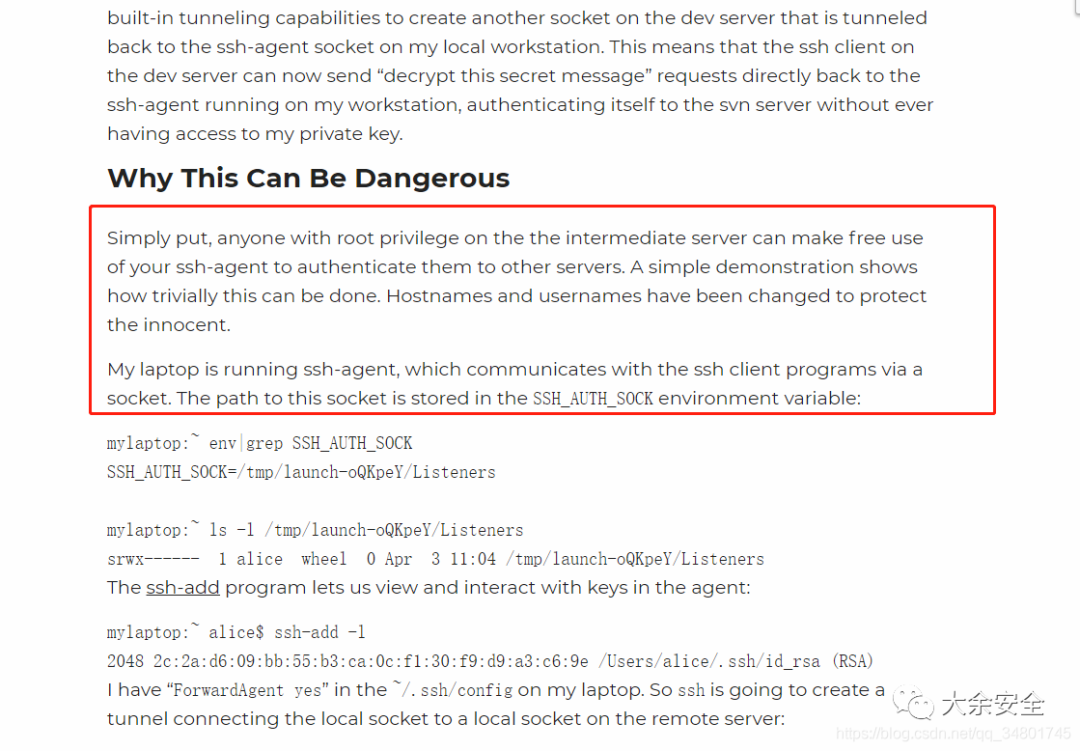 built-in tunneling capabilities to create another socket on the dev server that is tunneled
back to the ssh-agent socket on my local workstation. This means that the ssh client on
the dev server can now send “decrypt this secret message” requests directly back to the
ssh-agent running on my workstation, authenticating itself to the svn server without ever
having access to my private key.
Why This Can Be Dangerous
Simply put, anyone with root privilege on the the intermediate server can make free use
of your ssh-agent to authenticate them to other servers. A simple demonstration shows
how trivially this can be done. Hostnames and usernames have been changed to protect
the innocent.
My laptop is running ssh-agent, which communicates with the ssh client programs via a
socket. The path to this socket is stored in the SSH_AUTH_SOCK environment variable:
mylaptop:~ env|grep SSH_AUTH_SOCK
SSH_AUTH_SOCK=/tmp/launch-oQKpeY/Listeners
mylaptop:~ ls -l /tmp/launch-oQKpeY/Listeners
srwx------ 1 alice wheel 0 Apr 3 11:04 /tmp/launch-oQKpeY/Listeners
The ssh-add program lets us view and interact with keys in the agent:
mylaptop:~ alice$ ssh-add -l
2048 2c:2a:d6:09:bb:55:b3:ca:0c:f1:30:f9:d9:a3:c6:9e /Users/alice/.ssh/id_rsa (RSA)
I have “ForwardAgent yes” in the ~/.ssh/config on my laptop. So ssh is going to create a
tunnel connecting the local socket to a local socket on the remote server:
大余安全
https://blog.csdn.net/qq_34801745